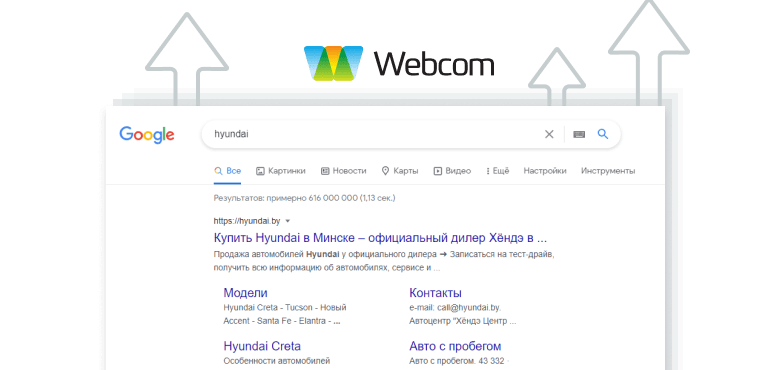 Webcom
Google
hyundai
Все Картинки Новости Карты Видео Ещё Настройки Инструменты
Результатов: примерно 616 000 000 (1,13 сек.)
https://hyundai.by
Купить Hyundai в Минске – официальный дилер Хёндэ в ...
Продажа автомобилей Hyundai у официального дилера ➔ Записаться на тест-драйв,
получить всю информацию об автомобилях, сервисе и ...
Модели
Hyundai Creta - Tucson - Новый
Accent - Santa Fe - Elantra - ...
Контакты
e-mail: call@hyundai.by.
Автоцентр "Хёндэ Центр ...
Hyundai Creta
Особенности автомобилей
Авто с пробегом
Авто с пробегом. 43 332 ·